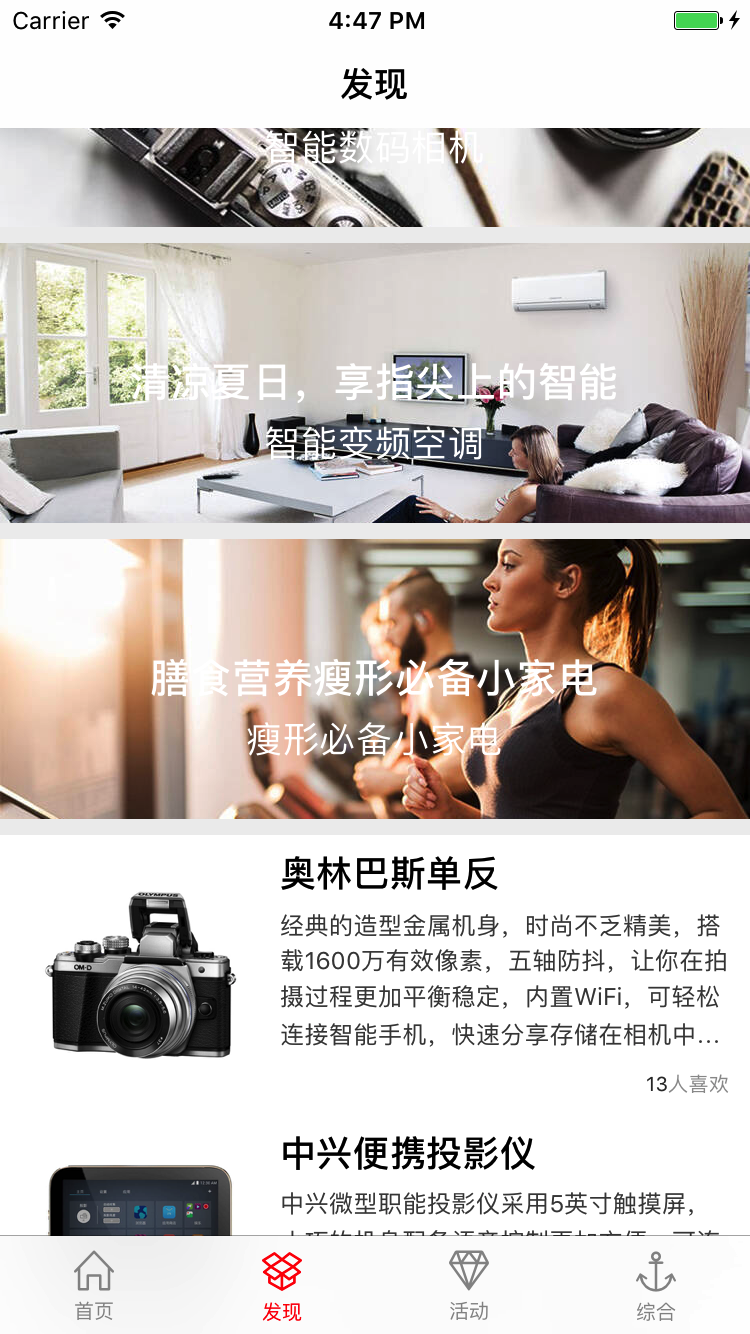 Carrier
4:47 PM
发现
智能数码相机
清凉夏日，享指尖上的智能
智能变频空调
膳食营养瘦形必备小家电
瘦形必备小家电
OLYMPUS
OM-D
奥林巴斯单反
经典的造型金属机身，时尚不乏精美，搭
载1600万有效像素，五轴防抖，让你在拍
摄过程更加平衡稳定，内置WiFi，可轻松
连接智能手机，快速分享存储在相机中...
13人喜欢
中兴便携投影仪
中兴微型职能投影仪采用5英寸触摸屏，
首页
发现
活动
综合